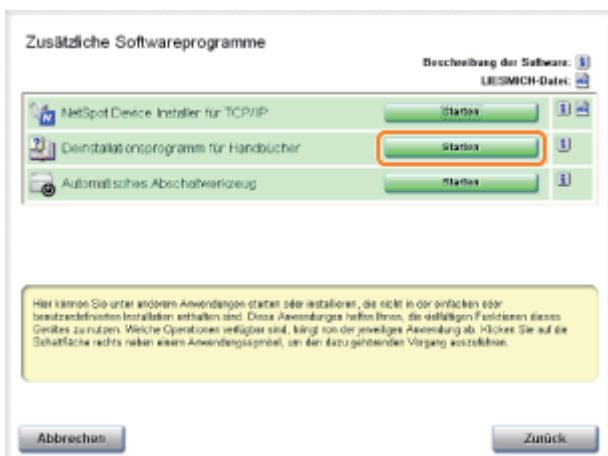 Zusätzliche Softwareprogramme
Beschreibung der Software:
LIESMICH-Datei:
NetSpot Device Installer für TCP/IP
Starten
Deinstallationsprogramm für Handbücher
Starten
Automatisches Abschaltwerkzeug
Starten
Hier können Sie unter anderem Anwendungen starten oder installieren, die nicht in der einfachen oder
benutzerdefinierten Installation enthalten sind. Diese Anwendungen helfen Ihnen, die vielfältigen Funktionen dieses
Gerätes zu nutzen. Welche Operationen verfügbar sind, hängt von der jeweiligen Anwendung ab. Klicken Sie auf die
Schaltfläche rechts neben einem Anwendungssymbol, um den dazu gehörenden Vorgang auszuführen.
Abbrechen
Zurück